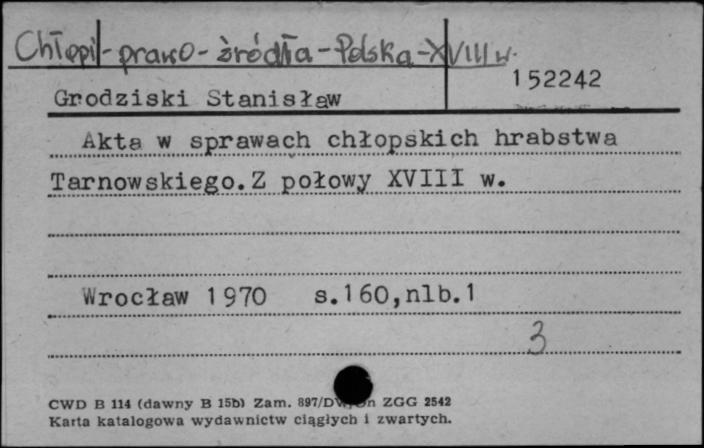 Chłopi - prawo - źródła - Polska - XVIII w.
152242
Grodziski Stanisław
Akta w sprawach chłopskich hrabstwa
Tarnowskiego. Z połowy XVIII w.
Wrocław 1970 s.160,nlb.1
3
CWD B 114 (dawny B 15b) Zam. 897/ ZGG 2542
Karta katalogowa wydawnictw ciągłych i zwartych.